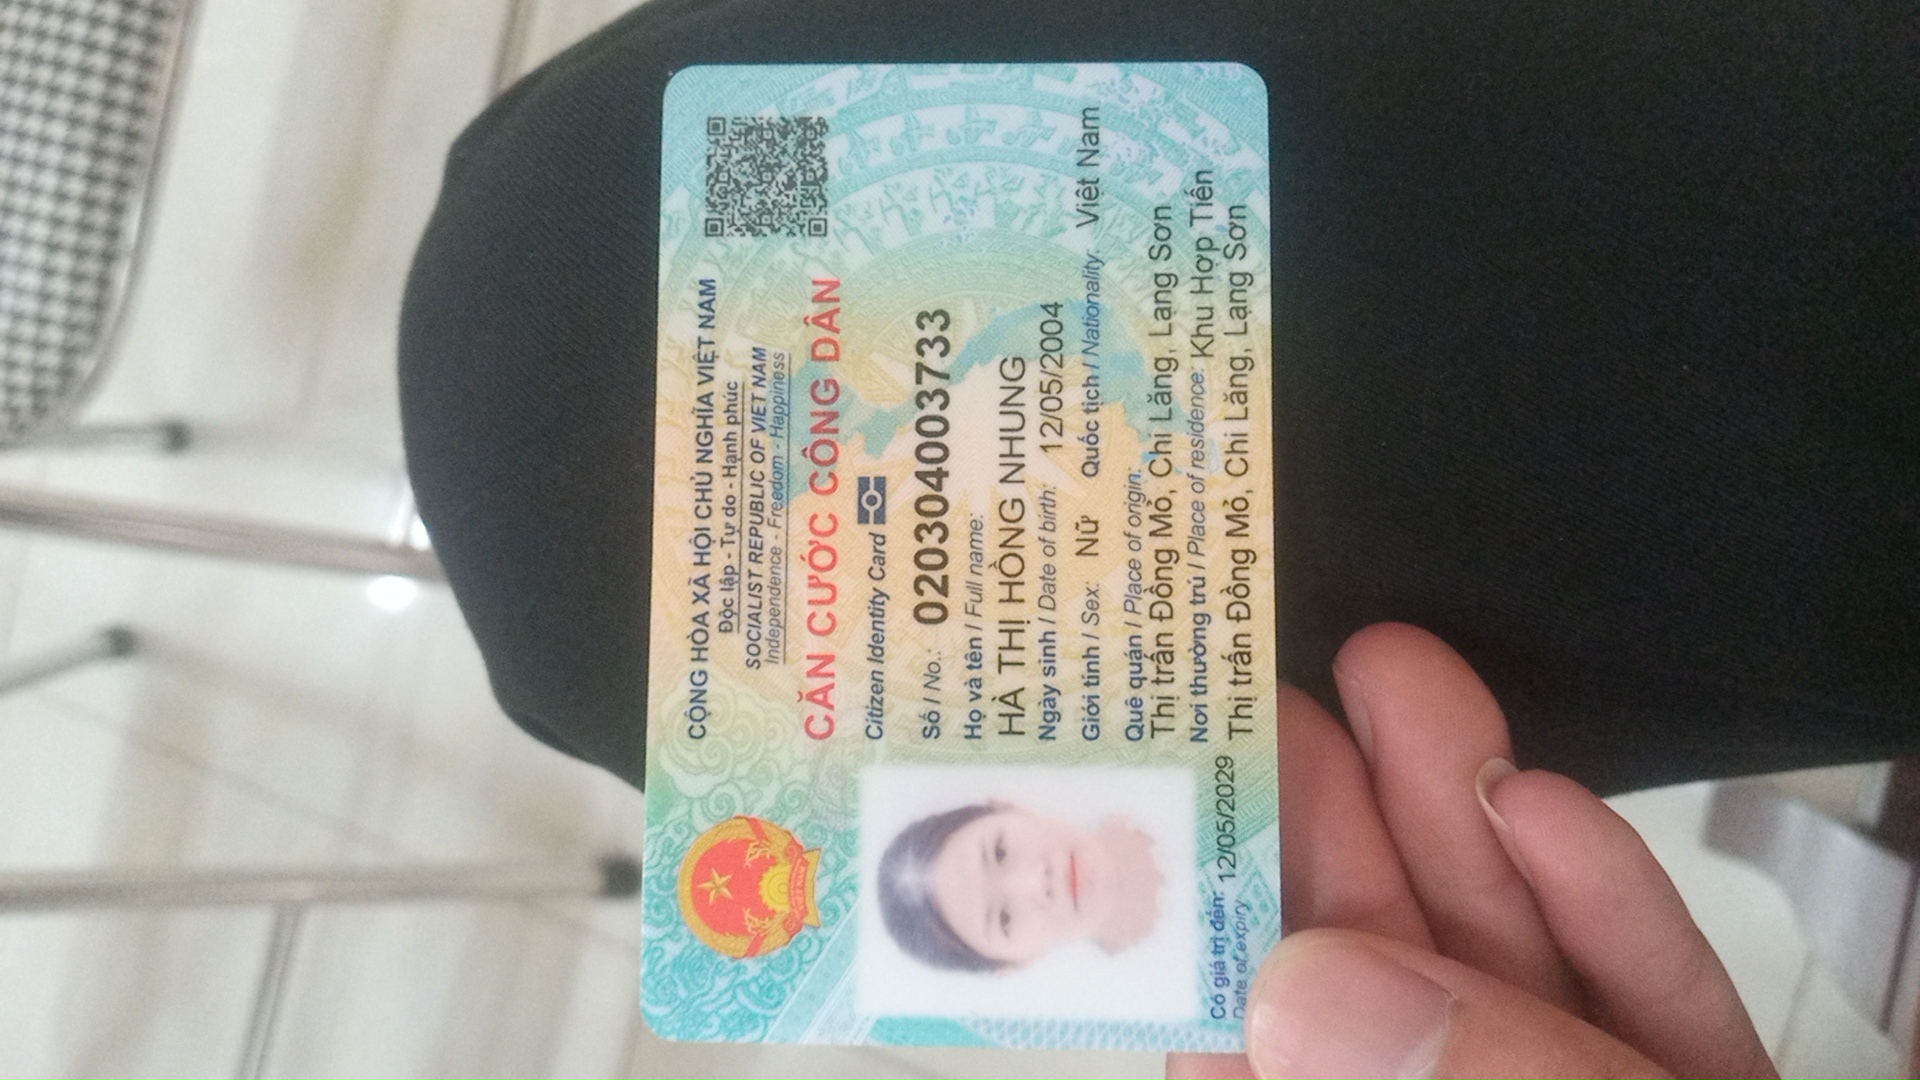 CỘNG HÒA XÃ HỘI CHỦ NGHĨA VIỆT NAM
Độc lập - Tự do - Hạnh phúc
SOCIALIST REPUBLIC OF VIET NAM
Independence - Freedom - Happiness
CĂN CƯỚC CÔNG DÂN
Citizen Identity Card
Số / No.: 020304003733
Họ và tên / Full name:
HÀ THỊ HỒNG NHUNG
Ngày sinh / Date of birth: 12/05/2004
Giới tính / Sex: Nữ Quốc tịch / Nationality: Việt Nam
Quê quán / Place of origin:
Thị trấn Đồng Mỏ, Chi Lăng, Lạng Sơn
Nơi thường trú / Place of residence: Khu Hợp Tiến
Thị trấn Đồng Mỏ, Chi Lăng, Lạng Sơn
Có giá trị đến: 12/05/2029
Date of expiry
VIỆT NAM